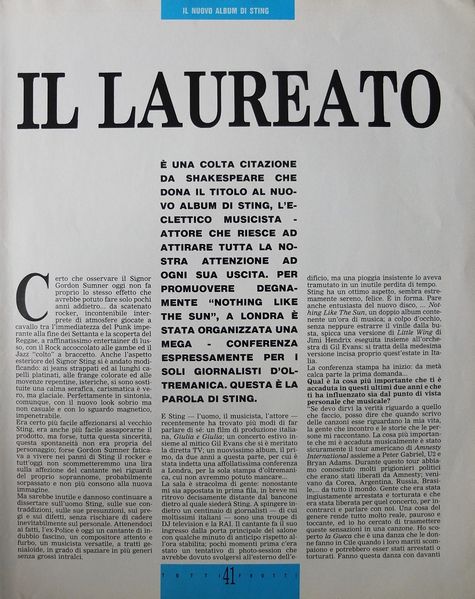 IL NUOVO ALBUM DI STING
IL LAUREATO
È UNA COLTA CITAZIONE
DA SHAKESPEARE CHE
DONA IL TITOLO AL NUO-
VO ALBUM DI STING, L'E-
CLETTICO MUSICISTA -
ATTORE CHE RIESCE AD
ATTIRARE TUTTA LA NO-
STRA ATTENZIONE AD
OGNI SUA USCITA. PER
PROMUOVERE DEGNA-
MENTE "NOTHING LIKE
THE SUN", A LONDRA È
STATA ORGANIZZATA UNA
MEGA - CONFERENZA
ESPRESSAMENTE PER I
SOLI GIORNALISTI D'OL-
TREMANICA. QUESTA È LA
PAROLA DI STING.
Certo che osservare il Signor
Gordon Sumner oggi non fa
proprio lo stesso effetto che
avrebbe potuto fare solo pochi
anni addietro... da scatenato
rocker, incontenibile inter-
prete di atmosfere giocate a
cavallo tra l'immediatezza del Punk impe-
rante alla fine dei Settanta e la scoperta del
Reggae, a raffinatissimo entertainer di lus-
so, con il Rock accoccolato alle gambe ed il
Jazz "colto" a braccetto. Anche l'aspetto
esteriore del Signor Sting si è andato modi-
ficando: ai jeans strappati ed ai lunghi ca-
pelli platinati, alle frange colorate ed alle
movenze repentine, isteriche, si sono sosti-
tuite una calma serafica, carismatica è ve-
ro, ma glaciale. Perfettamente in sintonia,
comunque, con il nuovo look sobrio ma
non casuale e con lo sguardo magnetico,
impenetrabile.
Era certo più facile affezionarsi al vecchio
Sting, era anche più facile assaporarne il
prodotto, ma forse, tutta questa sincerità,
questa spontaneità non era propria del
personaggio; forse Gordon Sumner fatica-
va a vivere nei panni di Sting il rocker e
tutt'oggi non scommetteremmo una lira
sulla affezione del cantante nei riguardi
del proprio soprannome, probabilmente
sorpassato e non più consono alla nuova
immagine.
Ma sarebbe inutile e dannoso continuare a
dissertare sull'uomo Sting, sulle sue con-
traddizioni, sulle sue presunzioni, sui pre-
gi e sui difetti, senza rischiare di cadere
inevitabilmente sul personale. Attenendoci
ai fatti, l'ex-Police è oggi un cantante di in-
dubbio fascino, un compositore attento e
furbo, un musicista versatile, a tratti ge-
nialoide, in grado di spaziare in più generi
senza grossi intralci.
E Sting — l'uomo, il musicista, l'attore —
recentemente ha trovato più modi di far
parlare di sé: un film di produzione italia-
na, Giulia e Giulia; un concerto estivo in-
sieme al mitico Gil Evans che si è meritato
la diretta TV; un nuovissimo album, il pri-
mo, da due anni a questa parte, per cui è
stata indetta una affollatissima conferenza
a Londra, per la sola stampa d'oltremani-
ca, cui non avremmo potuto mancare...
La sala è straccolma di gente: nonostante
mi sia appostata in prima fila, in breve mi
ritrovo decisamente distante dal bancone
dietro al quale siederà Sting. A spingere da
dietro un centinaio di giornalisti — di cui
molti italiani — sono una troupe di
DJ television e la RAI. Il cantante fa il suo
ingresso dalla porta principale del salone
con qualche minuto di anticipo rispetto al-
l'ora stabilita; pochi momenti prima c'era
stato un tentativo di photo-session che
avrebbe dovuto svolgersi all'esterno dell'e-
dificio, ma una pioggia insistente lo aveva
tramutato in un inutile perdita di tempo.
Sting ha un ottimo aspetto, sembra estre-
mamente sereno, felice. È in forma. Pare
anche entusiasta del nuovo disco, ... Not-
hing Like The Sun, un doppio album conte-
nente un'ora di musica; a colpo d'occhio,
senza neppure estrarre il vinile dalla bu-
sta, spicca una versione di Little Wing di
Jimi Hendrix eseguita insieme all'orche-
stra di Gil Evans: si tratta della medesima
versione incisa proprio quest'estate in Ita-
lia.
La conferenza stampa ha inizio: da metà
calca parte la prima domanda...
Qual è la cosa più importante che ti è
accaduta in questi ultimi due anni e che
ti ha influenzato sia dal punto di vista
personale che musicale?
"Se devo dirvi la verità riguardo a quello
che faccio, posso dire che quando scrivo
delle canzoni esse riguardano la mia vita,
la gente che incontro e le storie che le per-
sone mi raccontano. La cosa più importan-
te che mi è accaduta musicalmente è stato
sicuramente il tour americano di Amnesty
International assieme a Peter Gabriel, U2 e
Bryan Adams. Durante questo tour abbia-
mo conosciuto molti prigionieri politici
che erano stati liberati da Amnesty; veni-
vano da Corea, Argentina, Russia, Brasi-
le,... da tutto il mondo. Gente che era stata
ingiustamente arrestata e torturata e che
era stata liberata per quel concerto, per in-
contrarci e parlare con noi. Una cosa del
genere rende tutto molto reale, pauroso e
toccante, ed io ho cercato di trasmettere
queste sensazioni in una canzone. Ho sco-
perto la Gueca che è una danza che le don-
ne fanno in Cile quando i loro mariti scom-
paiono e potrebbero esser stati arrestati o
torturati. Fanno questa danza con davanti
TUTTI FRUTTI
41